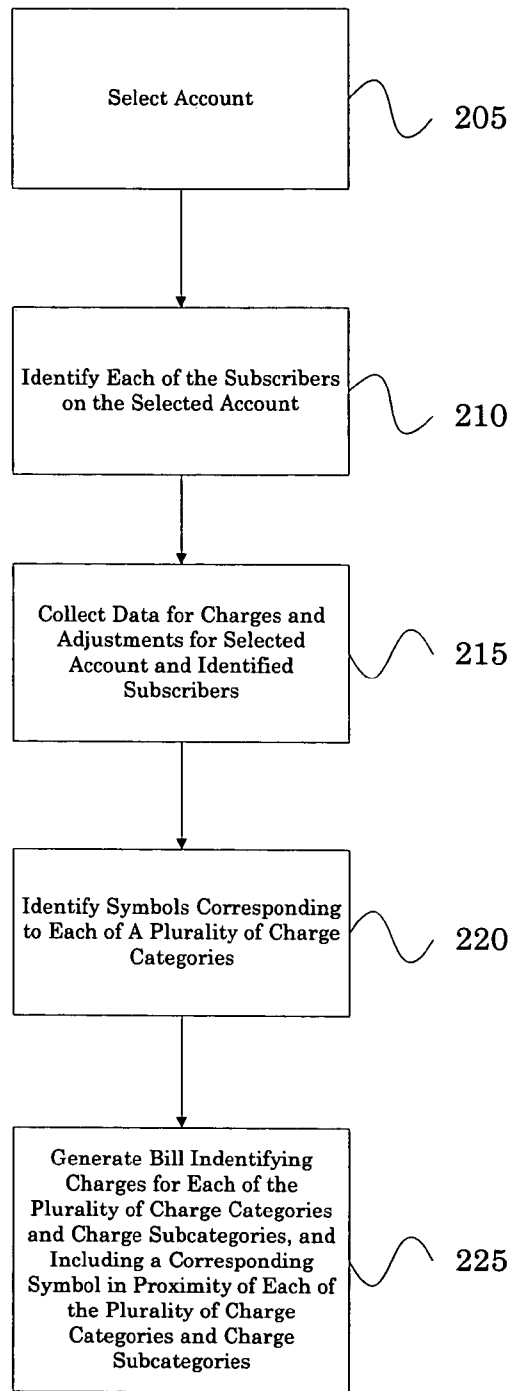 Select Account
205
Identify Each of the Subscribers
on the Selected Account
210
Collect Data for Charges and
Adjustments for Selected
Account and Identified
Subscribers
215
Identify Symbols Corresponding
to Each of A Plurality of Charge
Categories
220
Generate Bill Indentifying
Charges for Each of the
Plurality of Charge Categories
and Charge Subcategories, and
Including a Corresponding
Symbol in Proximity of Each of
the Plurality of Charge
Categories and Charge
Subcategories
225